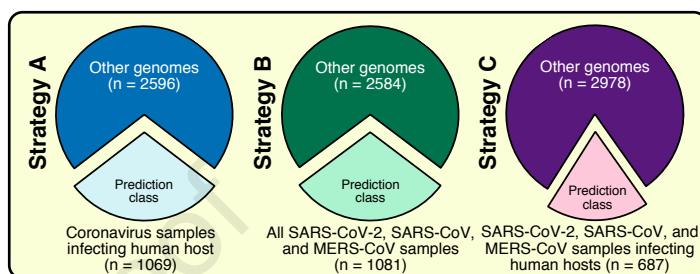 Strategy A
Other genomes
(n = 2596)
Prediction
class
Coronavirus samples
infecting human host
(n = 1069)
Strategy B
Other genomes
(n = 2584)
Prediction
class
All SARS-CoV-2, SARS-CoV,
and MERS-CoV samples
(n = 1081)
Strategy C
Other genomes
(n = 2978)
Prediction
class
SARS-CoV-2, SARS-CoV, and
MERS-CoV samples infecting
human hosts (n = 687)